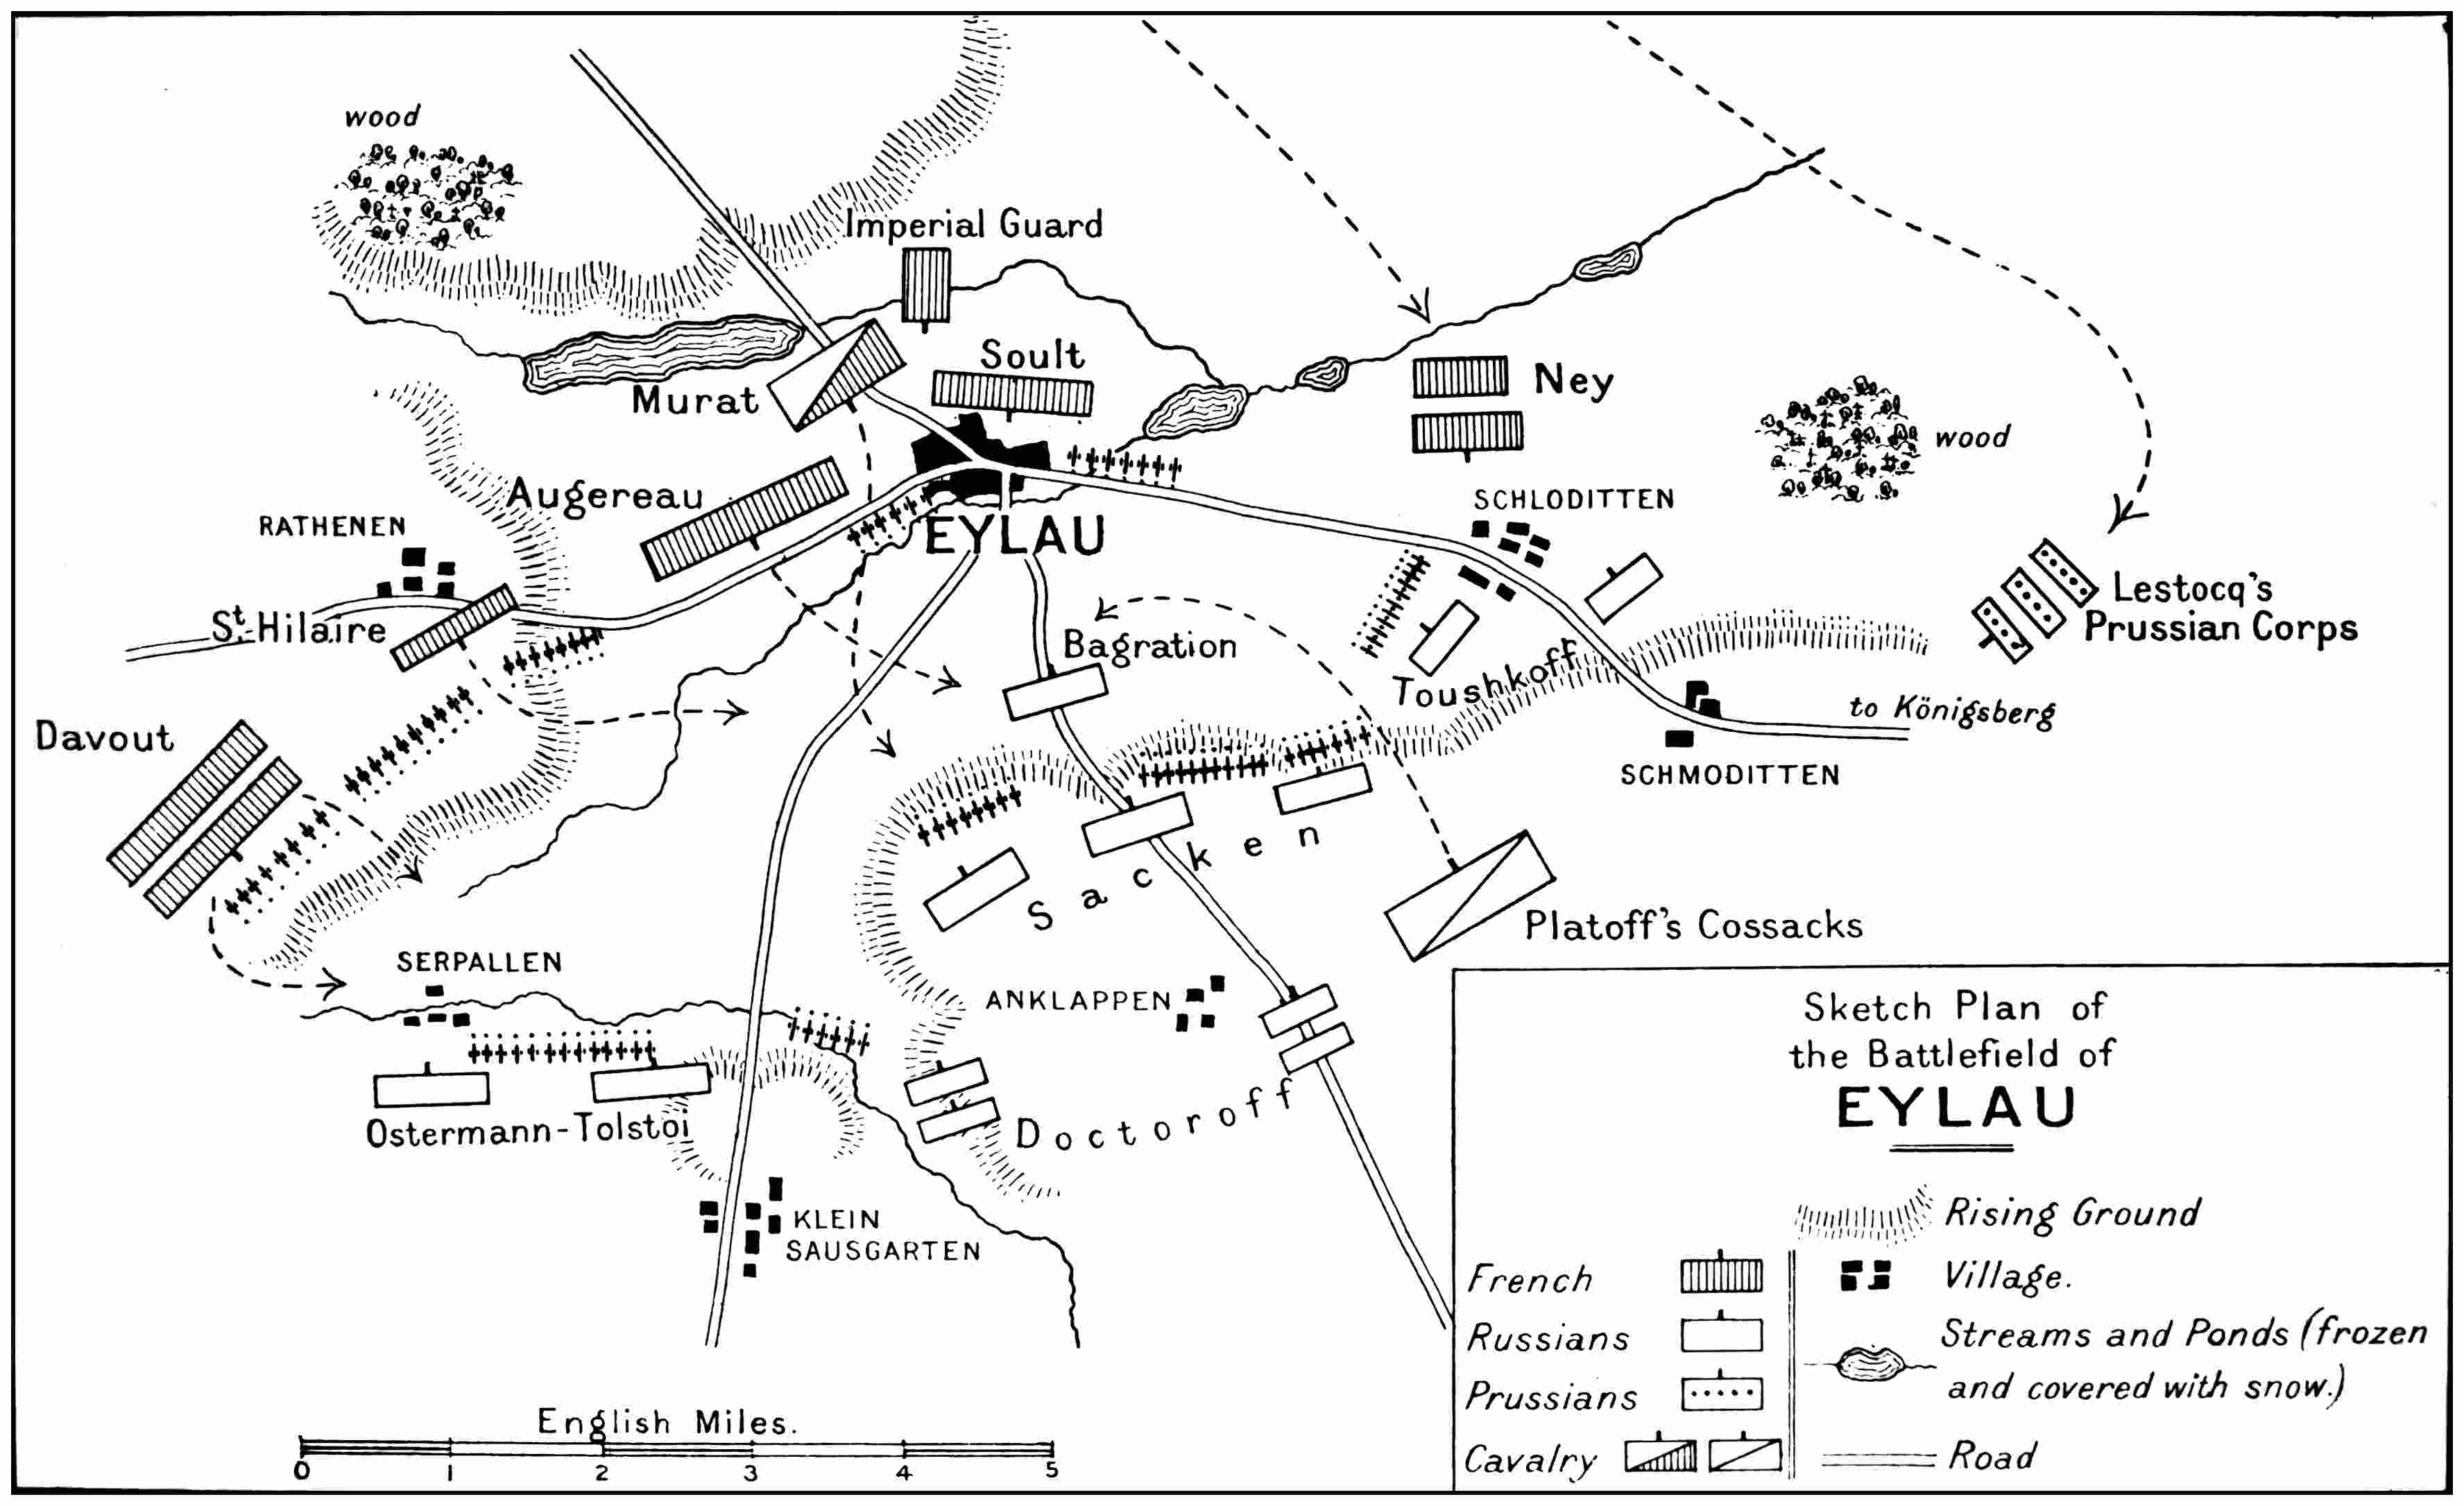 wood
Imperial Guard
Soult
Murat
Ney
wood
Augereau
SCHLODITTEN
RATHENEN
EYLAU
Lestocq's
Prussian Corps
St. Hilaire
Bagration
Toushkoff
to Königsberg
Davout
SCHMODITTEN
Sacken
Platoff's Cossacks
SERPALLEN
ANKLAPPEN
Ostermann-Tolstoi
Doctoroff
KLEIN
SAUSGARTEN
English Miles.
0 1 2 3 4 5
Sketch Plan of
the Battlefield of
EYLAU
Rising Ground
French
Village.
Russians
Streams and Ponds (frozen
and covered with snow.)
Prussians
Cavalry
Road